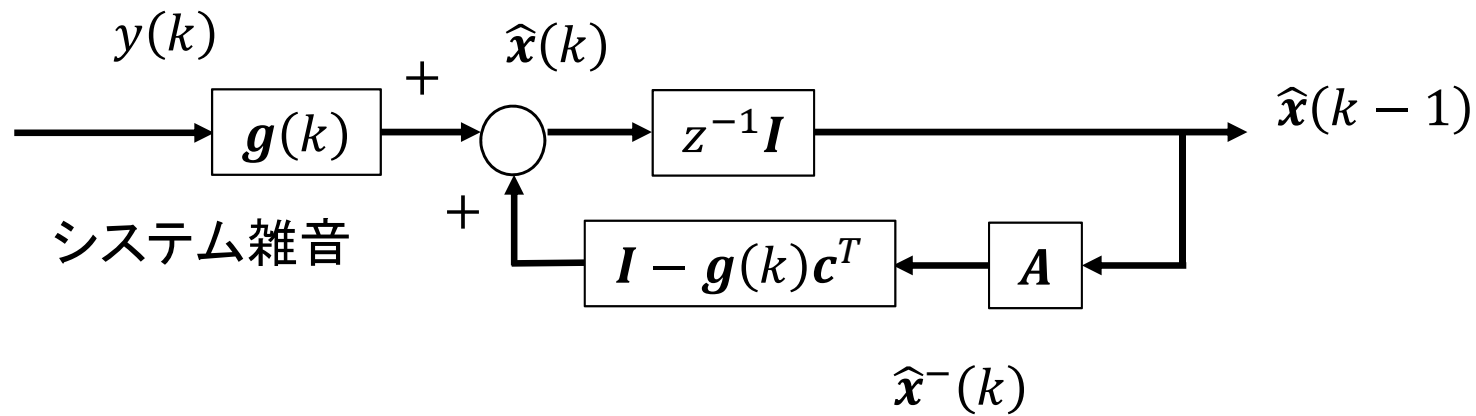 y(k)
+
x̂(k)
x̂(k − 1)
g(k)
z⁻¹I
+
システム雑音
I − g(k)cᵀ
A
x̂⁻(k)